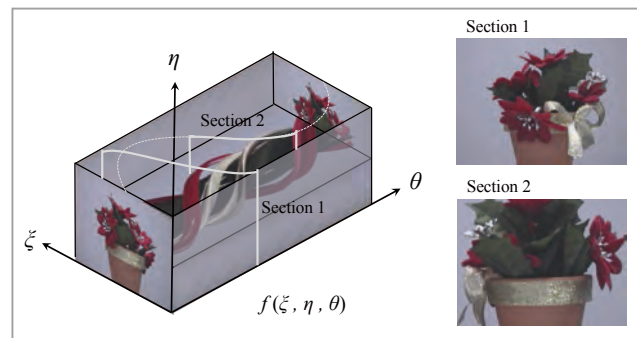 η
Section 2
Section 1
θ
ξ
f(ξ, η, θ)
Section 1
Section 2